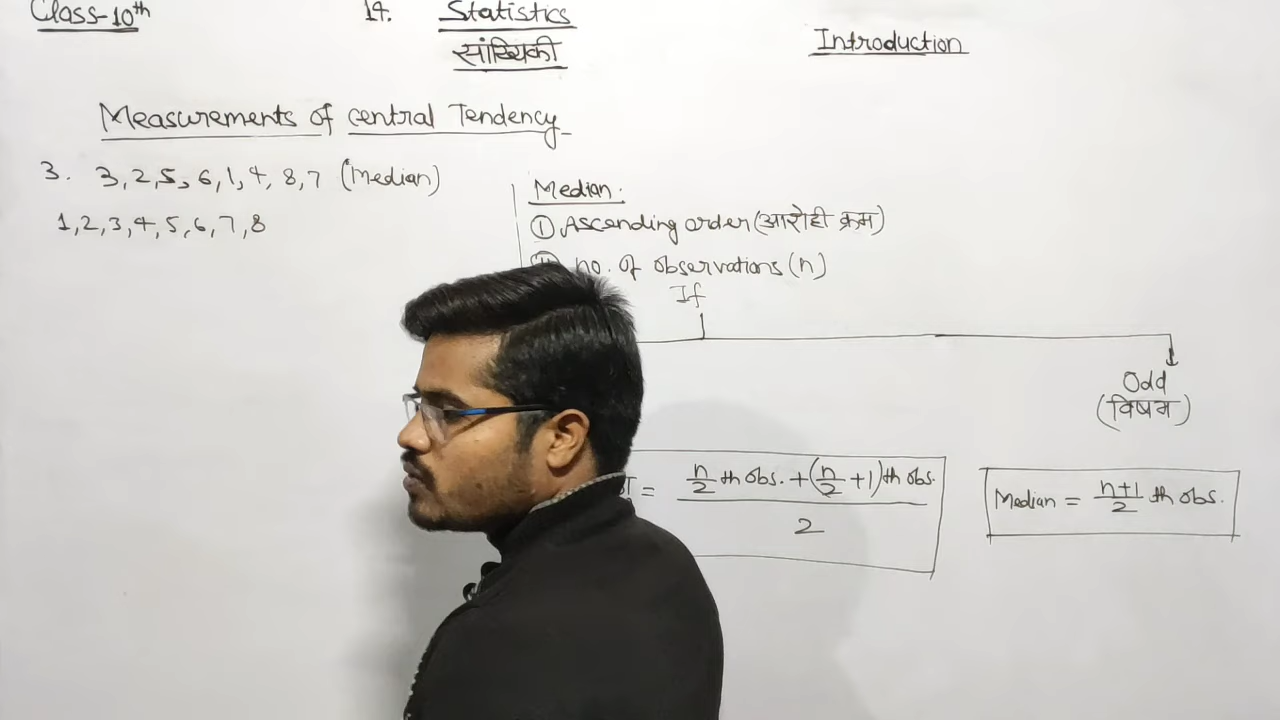 Class-10th
14. Statistics
सांख्यिकी
Introduction
Measurements of central Tendency
3. 3, 2, 5, 6, 1, 4, 8, 7 (Median)
1, 2, 3, 4, 5, 6, 7, 8
Median:
① Ascending order (आरोही क्रम)
no. of observations (n)
If
Odd
(विषम)
= n/2 th obs. + (n/2 + 1) th obs. / 2
Median = n+1/2 th obs.